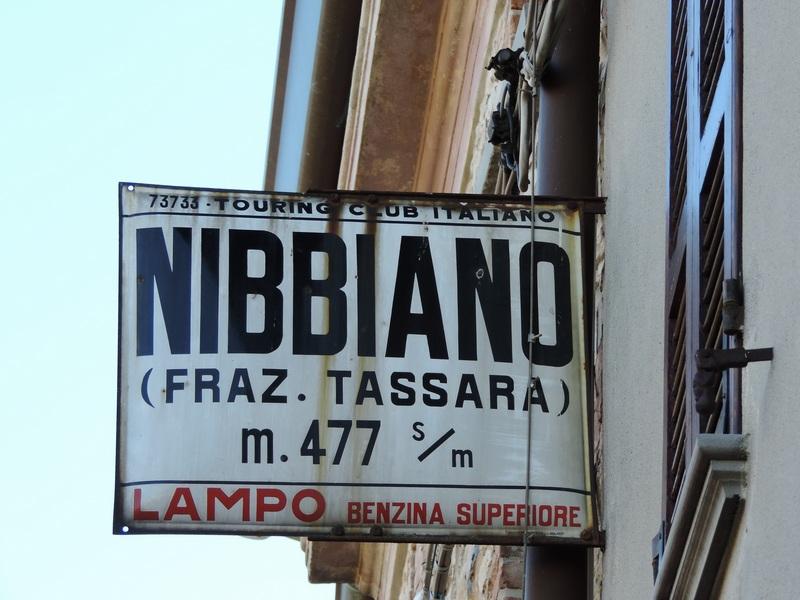 73733 - TOURING CLUB ITALIANO
NIBBIANO
(FRAZ. TASSARA)
m. 477 s/m
LAMPO BENZINA SUPERIORE